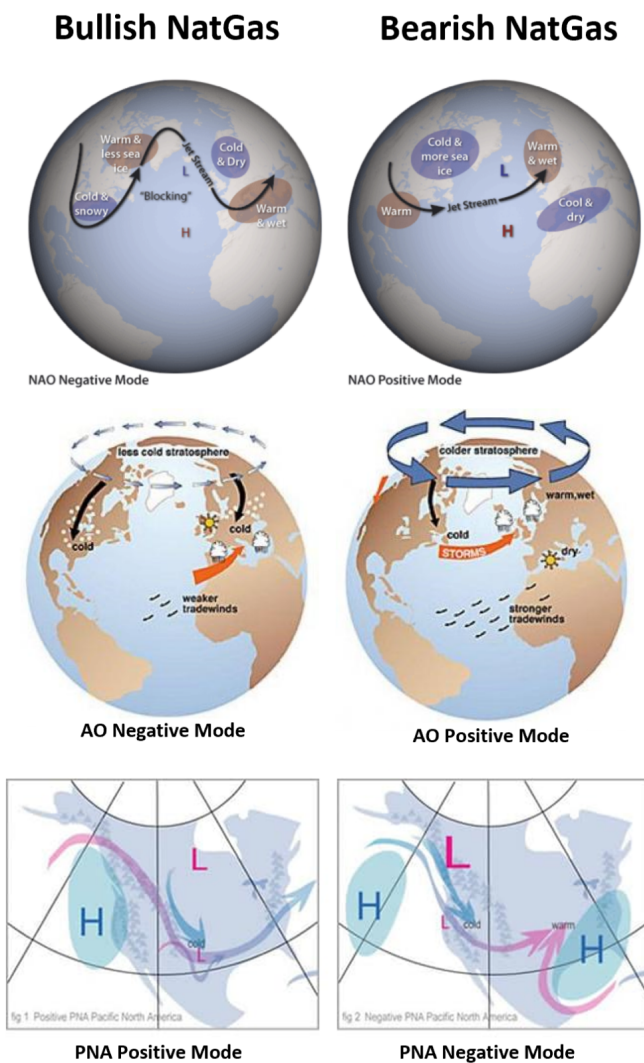 Bullish NatGas
Bearish NatGas
Warm &
less sea
ice
Jet Stream
Cold
& Dry
L
Cold &
snowy
"Blocking"
Warm
& wet
H
NAO Negative Mode
Cold &
more sea
ice
Warm
& wet
L
Warm
Jet Stream
Cool &
dry
H
NAO Positive Mode
less cold stratosphere
cold
cold
weaker
tradewinds
AO Negative Mode
colder stratosphere
warm,wet
cold
STORMS
dry-
stronger
tradewinds
AO Positive Mode
L
H
cold
L
fig 1 Positive PNA Pacific North America
PNA Positive Mode
L
H
L
cold
warm
H
fig 2 Negative PNA Pacific North America
PNA Negative Mode